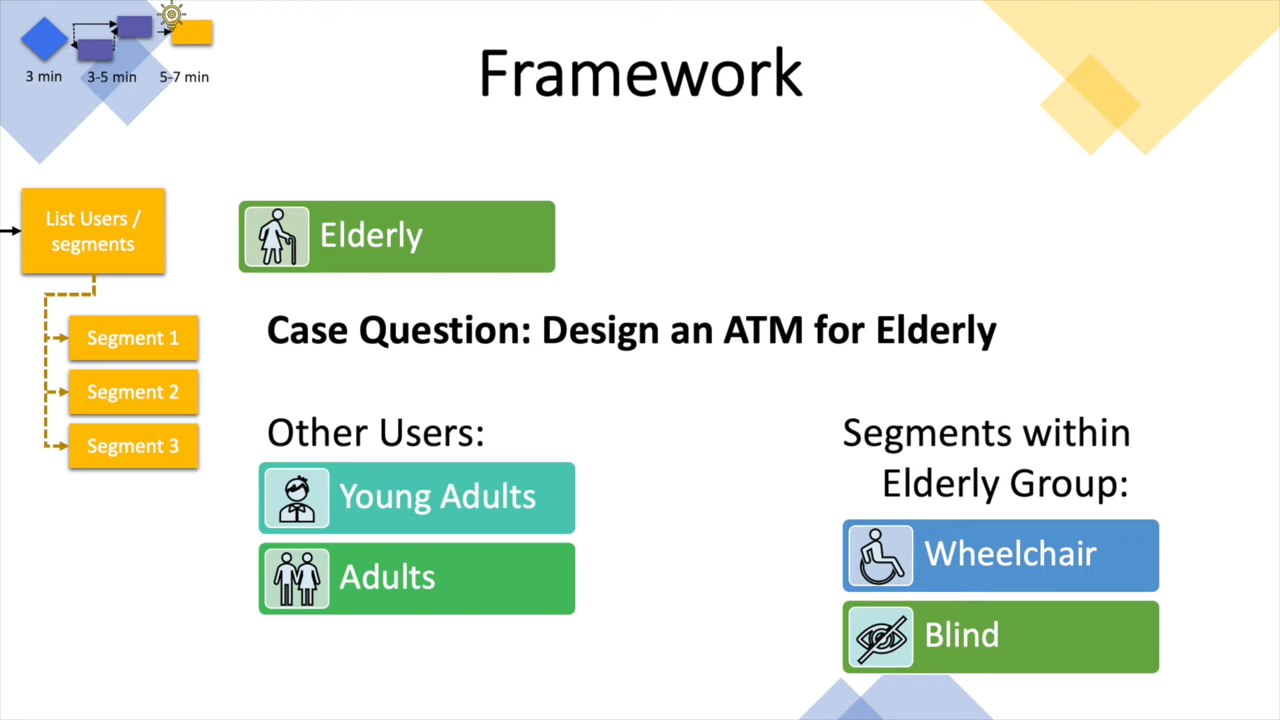 3 min
3-5 min
5-7 min
Framework
List Users /
segments
Segment 1
Segment 2
Segment 3
Elderly
Case Question: Design an ATM for Elderly
Other Users:
Young Adults
Adults
Segments within
Elderly Group:
Wheelchair
Blind